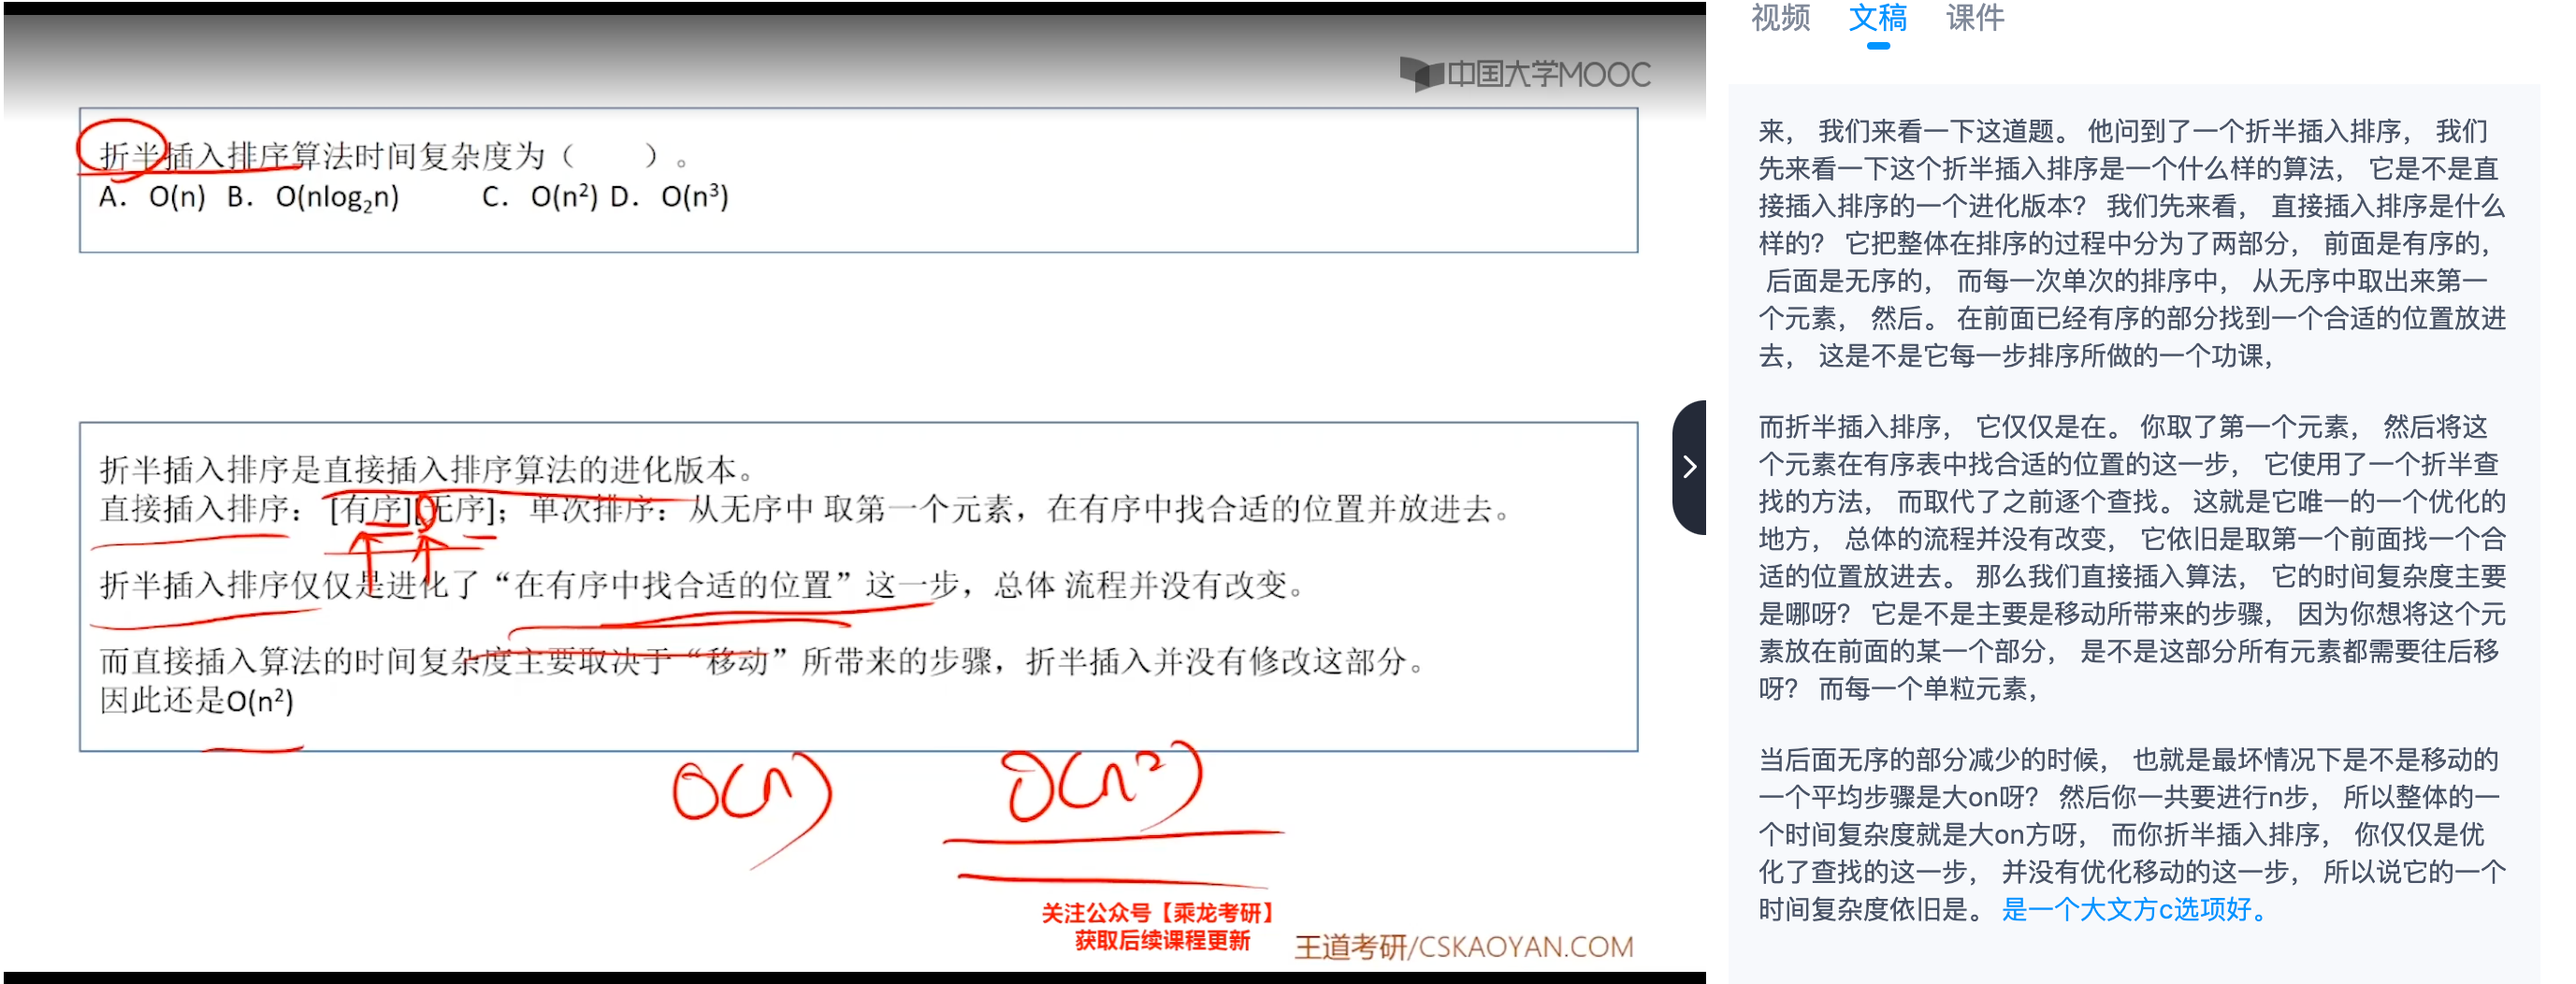 中国大学MOOC
折半插入排序算法时间复杂度为（　　）。
A. O(n) B. O(nlog₂n) C. O(n²) D. O(n³)
折半插入排序是直接插入排序算法的进化版本。
直接插入排序：[有序][无序]；单次排序：从无序中 取第一个元素，在有序中找合适的位置并放进去。
折半插入排序仅仅是进化了“在有序中找合适的位置”这一步，总体 流程并没有改变。
而直接插入算法的时间复杂度主要取决于“移动”所带来的步骤，折半插入并没有修改这部分。
因此还是O(n²)
O(n) O(n²)
关注公众号【乘龙考研】
获取后续课程更新
王道考研/CSKAOYAN.COM
视频 文稿 课件
来， 我们来看一下这道题。 他问到了一个折半插入排序， 我们
先来看一下这个折半插入排序是一个什么样的算法， 它是不是直
接插入排序的一个进化版本？ 我们先来看， 直接插入排序是什么
样的？ 它把整体在排序的过程中分为了两部分， 前面是有序的，
后面是无序的， 而每一次单次的排序中， 从无序中取出来第一
个元素， 然后。 在前面已经有序的部分找到一个合适的位置放进
去， 这是不是它每一步排序所做的一个功课，
而折半插入排序， 它仅仅是在。 你取了第一个元素， 然后将这
个元素在有序表中找合适的位置的这一步， 它使用了一个折半查
找的方法， 而取代了之前逐个查找。 这就是它唯一的一个优化的
地方， 总体的流程并没有改变， 它依旧是取第一个前面找一个合
适的位置放进去。 那么我们直接插入算法， 它的时间复杂度主要
是哪呀？ 它是不是主要是移动所带来的步骤， 因为你想将这个元
素放在前面的某一个部分， 是不是这部分所有元素都需要往后移
呀？ 而每一个单粒元素，
当后面无序的部分减少的时候， 也就是最坏情况下是不是移动的
一个平均步骤是大on呀？ 然后你一共要进行n步， 所以整体的一
个时间复杂度就是大on方呀， 而你折半插入排序， 你仅仅是优
化了查找的这一步， 并没有优化移动的这一步， 所以说它的一个
时间复杂度依旧是。 是一个大文方c选项好。